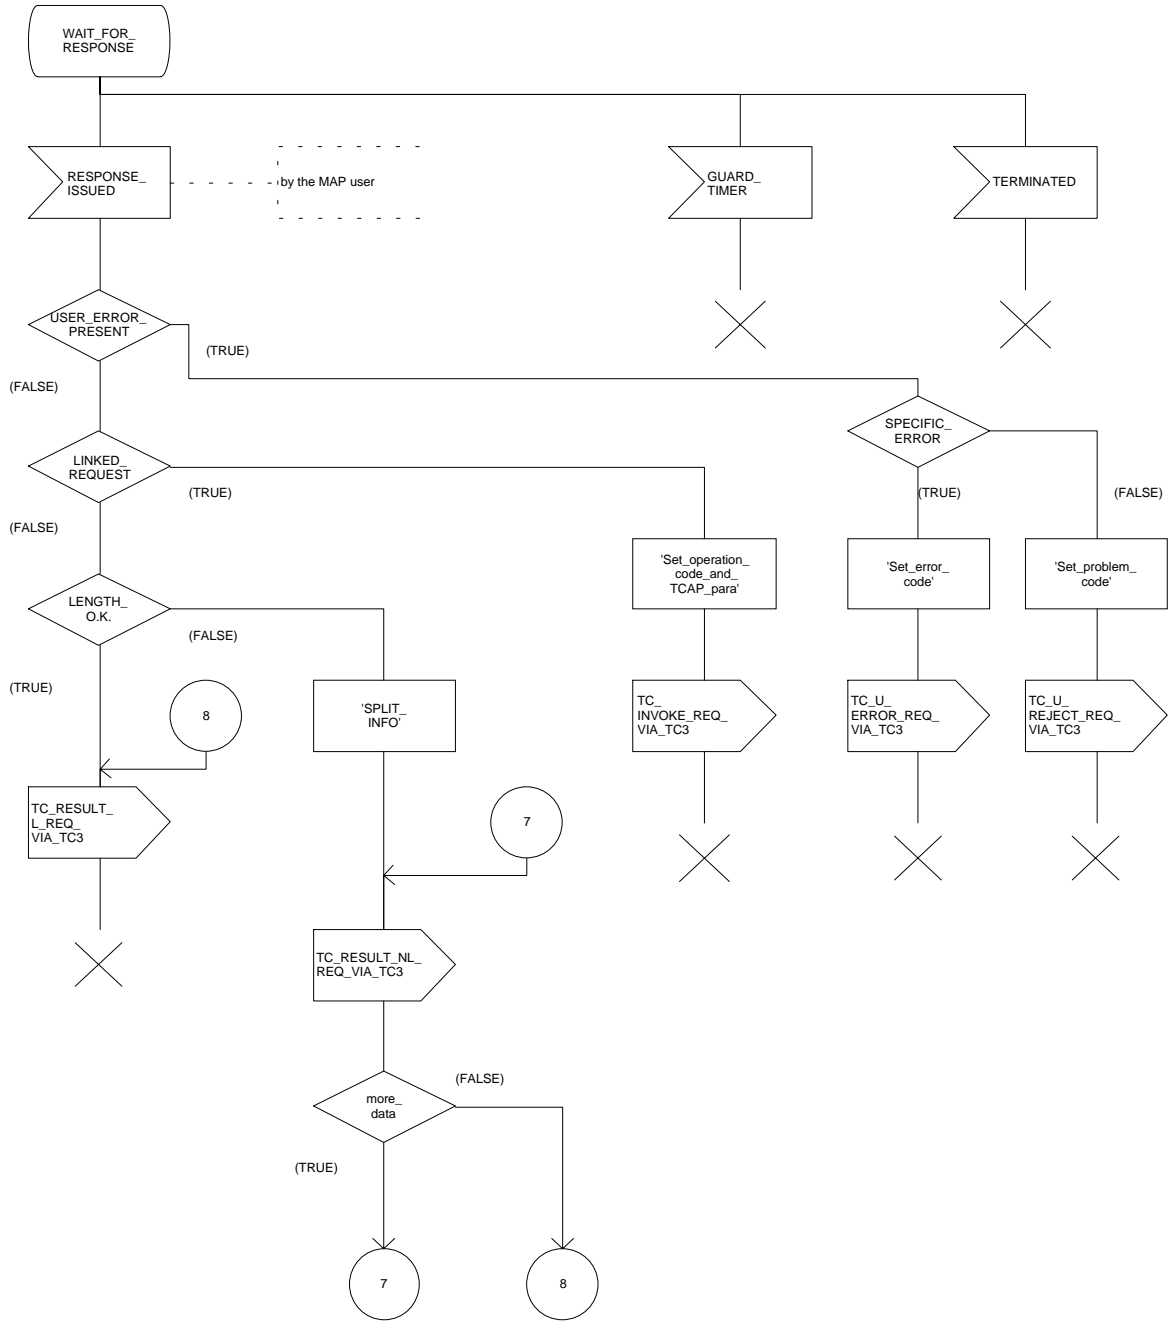 WAIT_FOR_
RESPONSE
RESPONSE_
ISSUED
by the MAP user
GUARD_
TIMER
TERMINATED
USER_ERROR_
PRESENT
(TRUE)
(FALSE)
SPECIFIC_
ERROR
LINKED_
REQUEST
(TRUE)
(TRUE)
(FALSE)
(FALSE)
'Set_operation_
code_and_
TCAP_para'
'Set_error_
code'
'Set_problem_
code'
LENGTH_
O.K.
(FALSE)
(TRUE)
8
'SPLIT_
INFO'
TC_
INVOKE_REQ_
VIA_TC3
TC_U_
ERROR_REQ_
VIA_TC3
TC_U_
REJECT_REQ_
VIA_TC3
TC_RESULT_
L_REQ_
VIA_TC3
7
TC_RESULT_NL_
REQ_VIA_TC3
more_
data
(FALSE)
(TRUE)
7
8